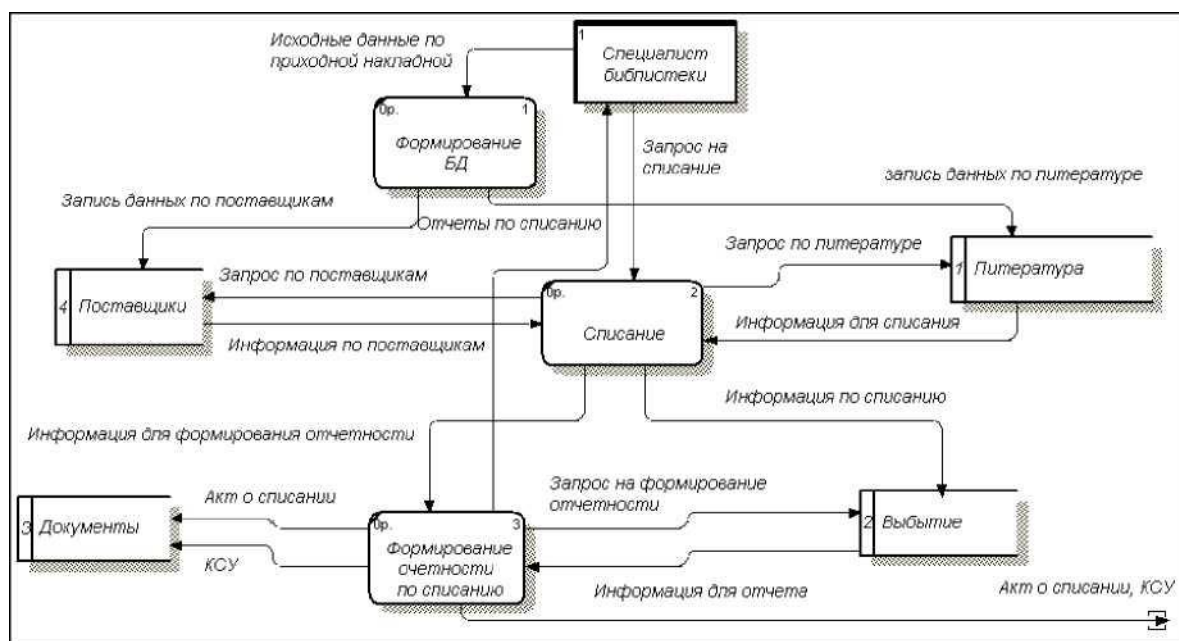 Исходные данные по
приходной накладной
1
Специалист
библиотеки
0р.
1
Формирование
БД
Запрос на
списание
запись данных по литературе
Запись данных по поставщикам
Отчеты по списанию
Запрос по литературе
1
Питература
Запрос по поставщикам
4
Поставщики
0р.
2
Списание
Информация для списания
Информация по поставщикам
Информация по списанию
Информация для формирования отчетности
Акт о списании
Запрос на формирование
отчетности
3
Документы
0р.
3
Формирование
очетности
по списанию
2
Выбытие
КСУ
Информация для отчета
Акт о списании, КСУ